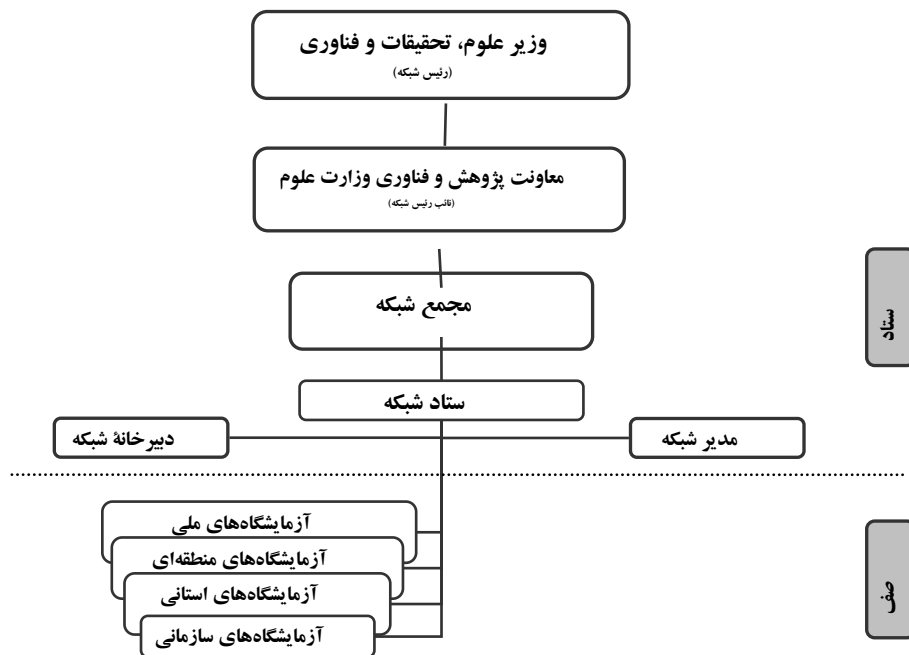 وزیر علوم، تحقیقات و فناوری
(رئیس شبکه)
معاونت پژوهش و فناوری وزارت علوم
(نائب رئیس شبکه)
مجمع شبکه
ستاد
ستاد شبکه
مدیر شبکه
دبیرخانهٔ شبکه
آزمایشگاه‌های ملی
آزمایشگاه‌های منطقه‌ای
آزمایشگاه‌های استانی
آزمایشگاه‌های سازمانی
صف